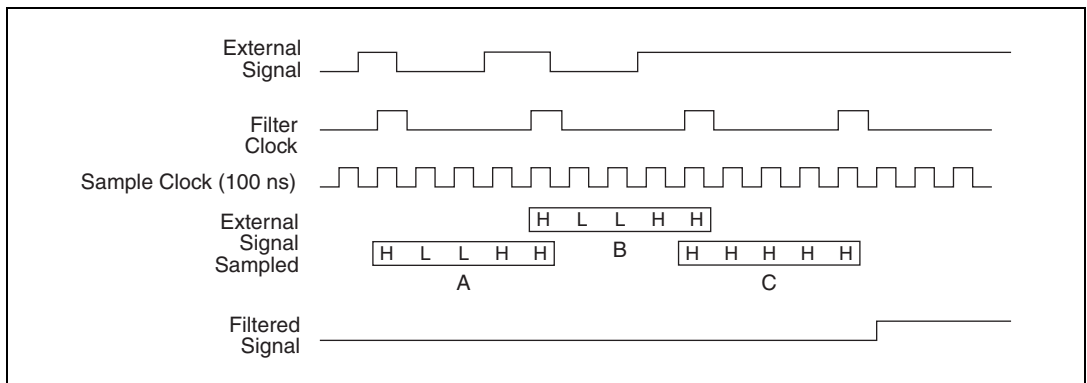 External
Signal
Filter
Clock
Sample Clock (100 ns)
External
Signal
Sampled
H L L H H
B
H L L H H
A
H H H H H
C
Filtered
Signal